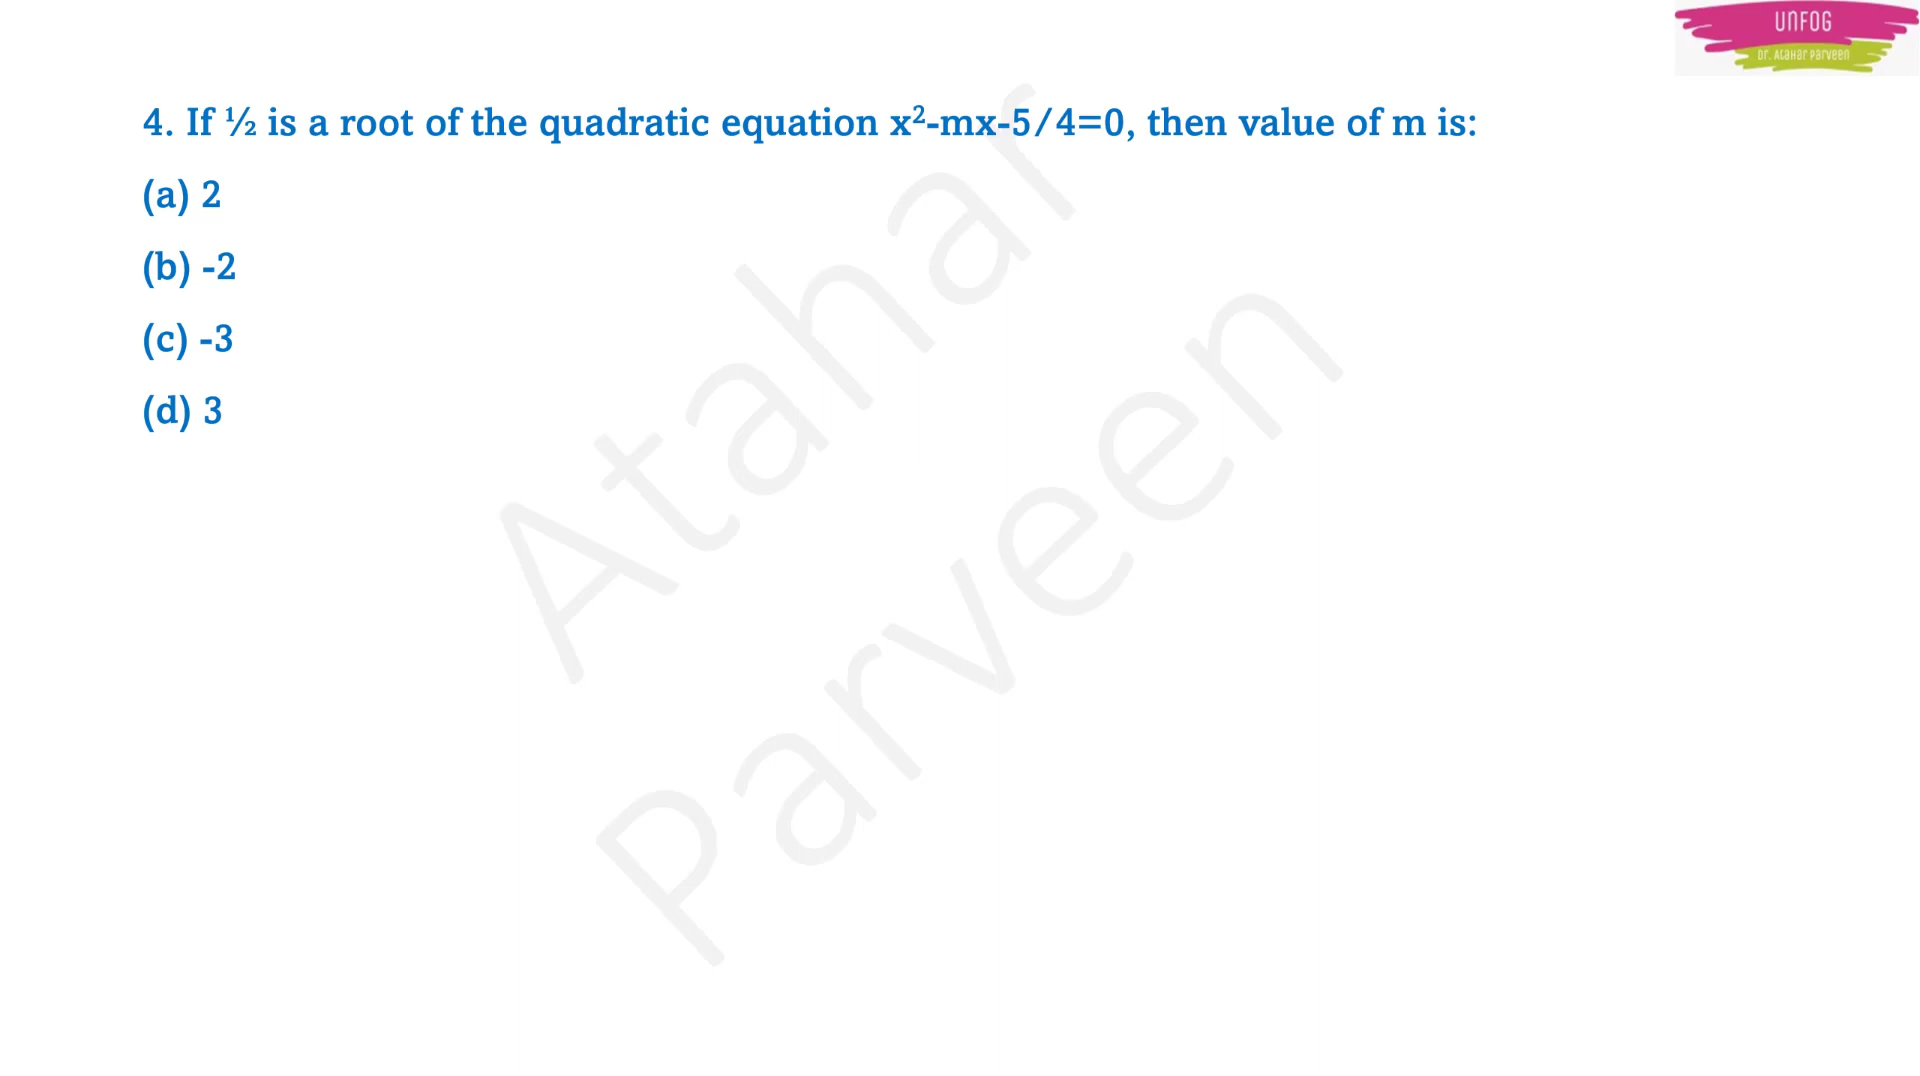 UNFOG
Dr. Atahar Parveen
4. If ½ is a root of the quadratic equation x²-mx-5/4=0, then value of m is:
(a) 2
(b) -2
(c) -3
(d) 3
Atahar
Parveen